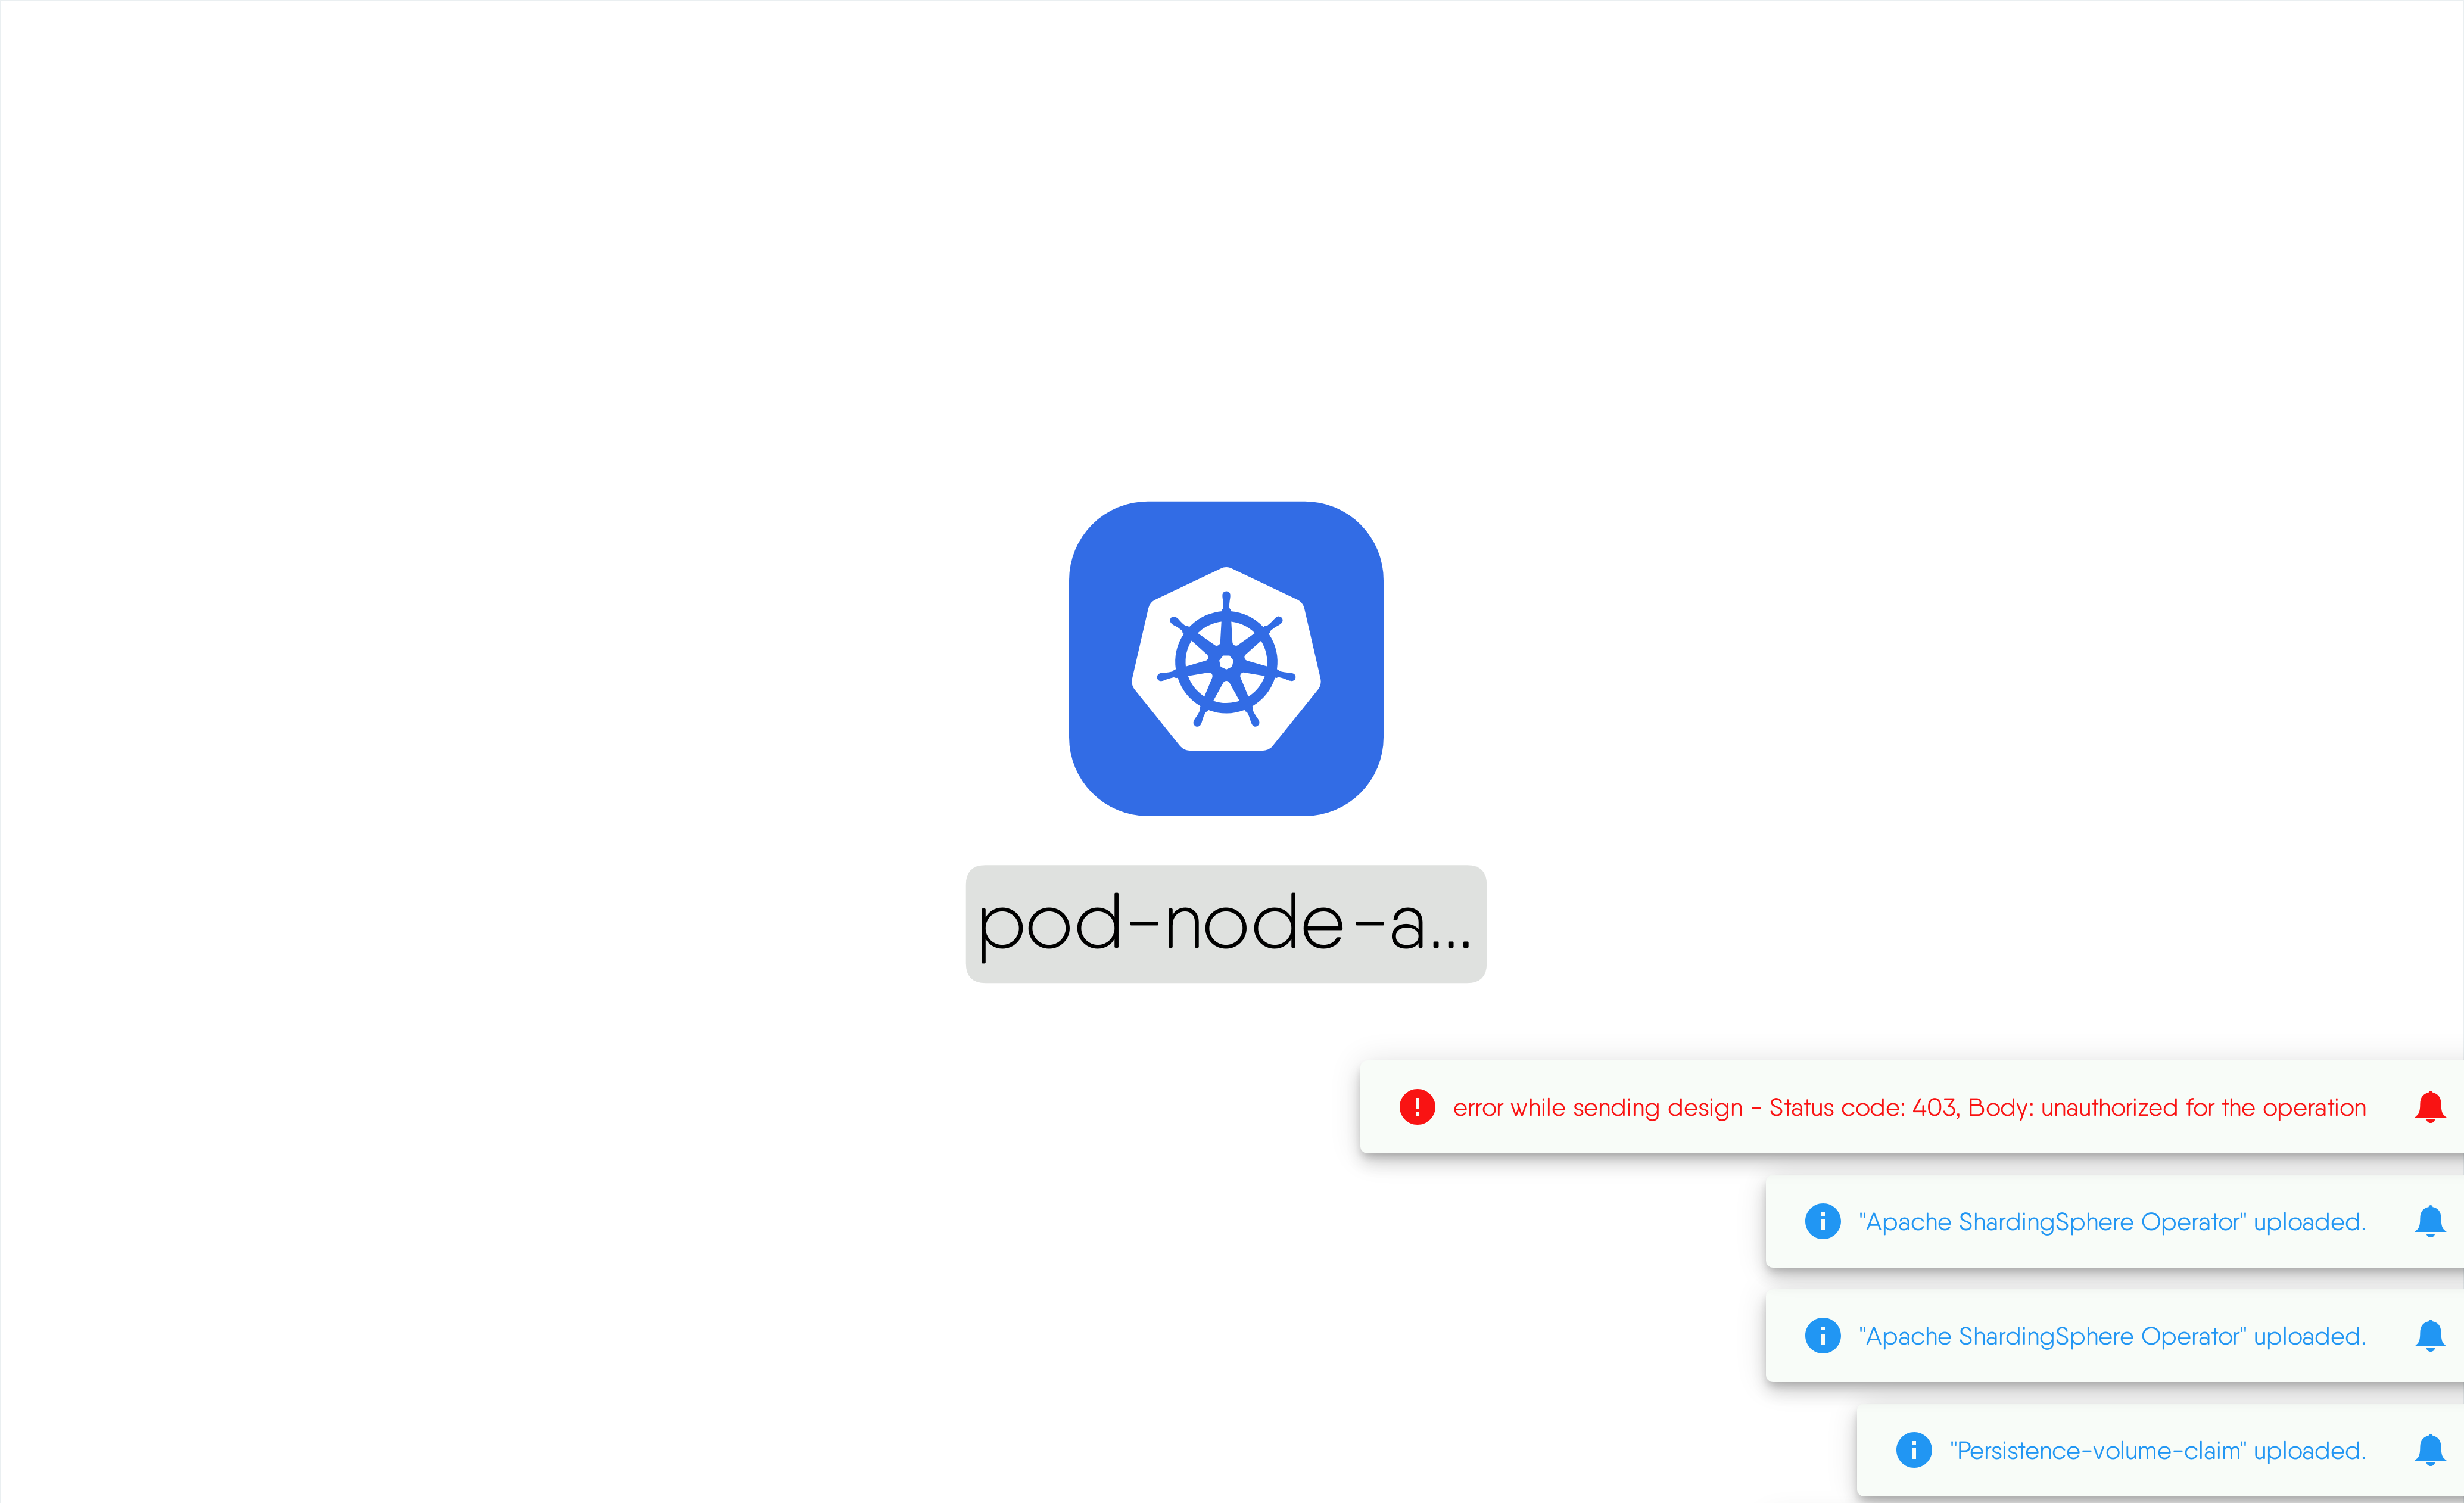 pod-node-a...
error while sending design - Status code: 403, Body: unauthorized for the operation
"Apache ShardingSphere Operator" uploaded.
"Apache ShardingSphere Operator" uploaded.
"Persistence-volume-claim" uploaded.